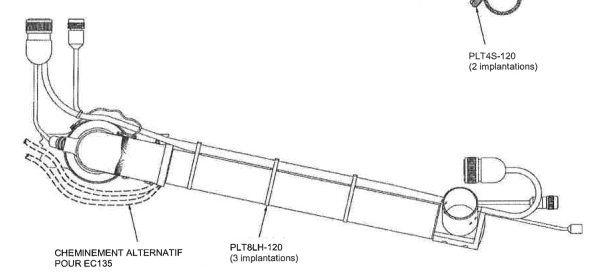 PLT4S-120
(2 implantations)
CHEMINEMENT ALTERNATIF
POUR EC135
PLT8LH-120
(3 implantations)